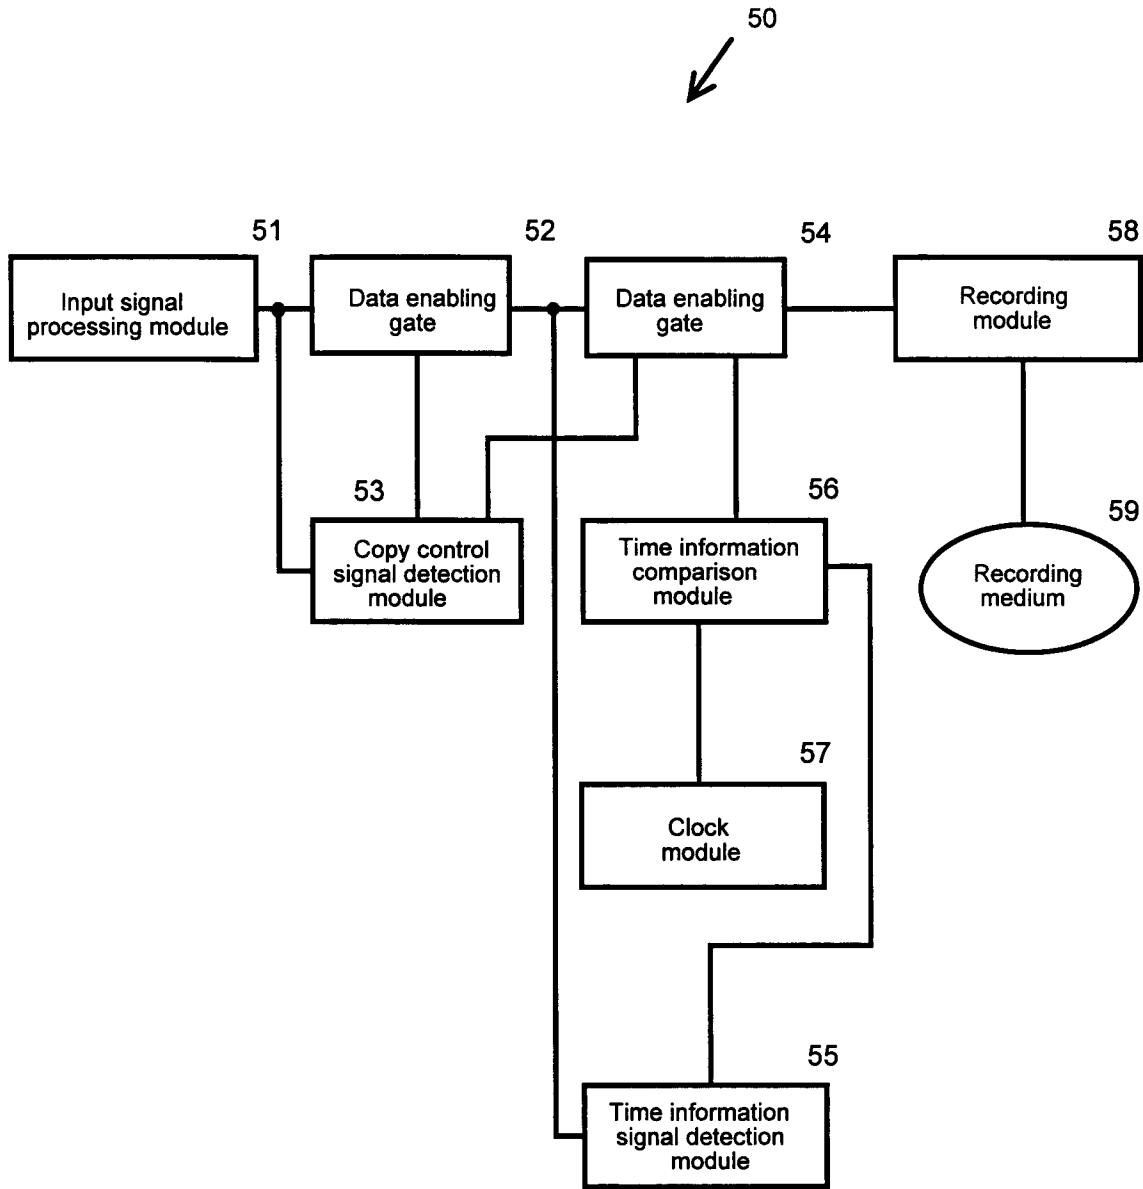 50
51
52
54
58
Input signal
processing module
Data enabling
gate
Data enabling
gate
Recording
module
53
56
59
Copy control
signal detection
module
Time information
comparison
module
Recording
medium
57
Clock
module
55
Time information
signal detection
module